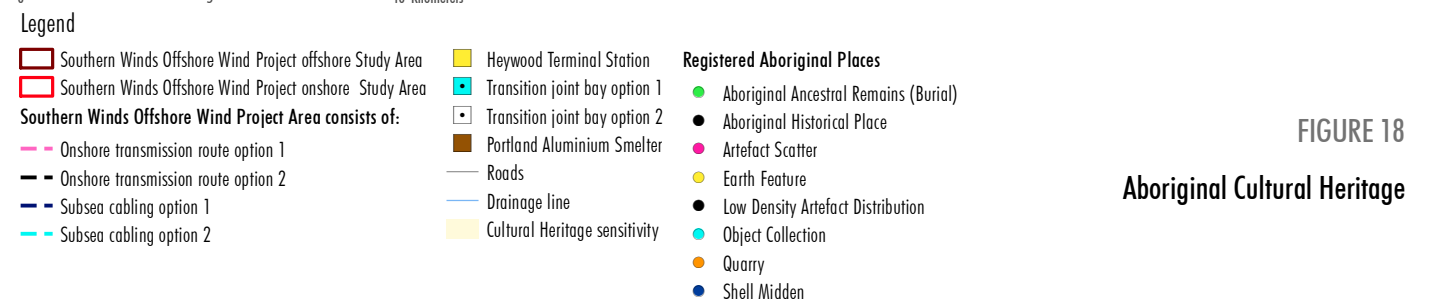 Legend
Southern Winds Offshore Wind Project offshore Study Area
Southern Winds Offshore Wind Project onshore Study Area
Southern Winds Offshore Wind Project Area consists of:
Onshore transmission route option 1
Onshore transmission route option 2
Subsea cabling option 1
Subsea cabling option 2
Heywood Terminal Station
Transition joint bay option 1
Transition joint bay option 2
Portland Aluminium Smelter
Roads
Drainage line
Cultural Heritage sensitivity
Registered Aboriginal Places
Aboriginal Ancestral Remains (Burial)
Aboriginal Historical Place
Artefact Scatter
Earth Feature
Low Density Artefact Distribution
Object Collection
Quarry
Shell Midden
FIGURE 18
Aboriginal Cultural Heritage